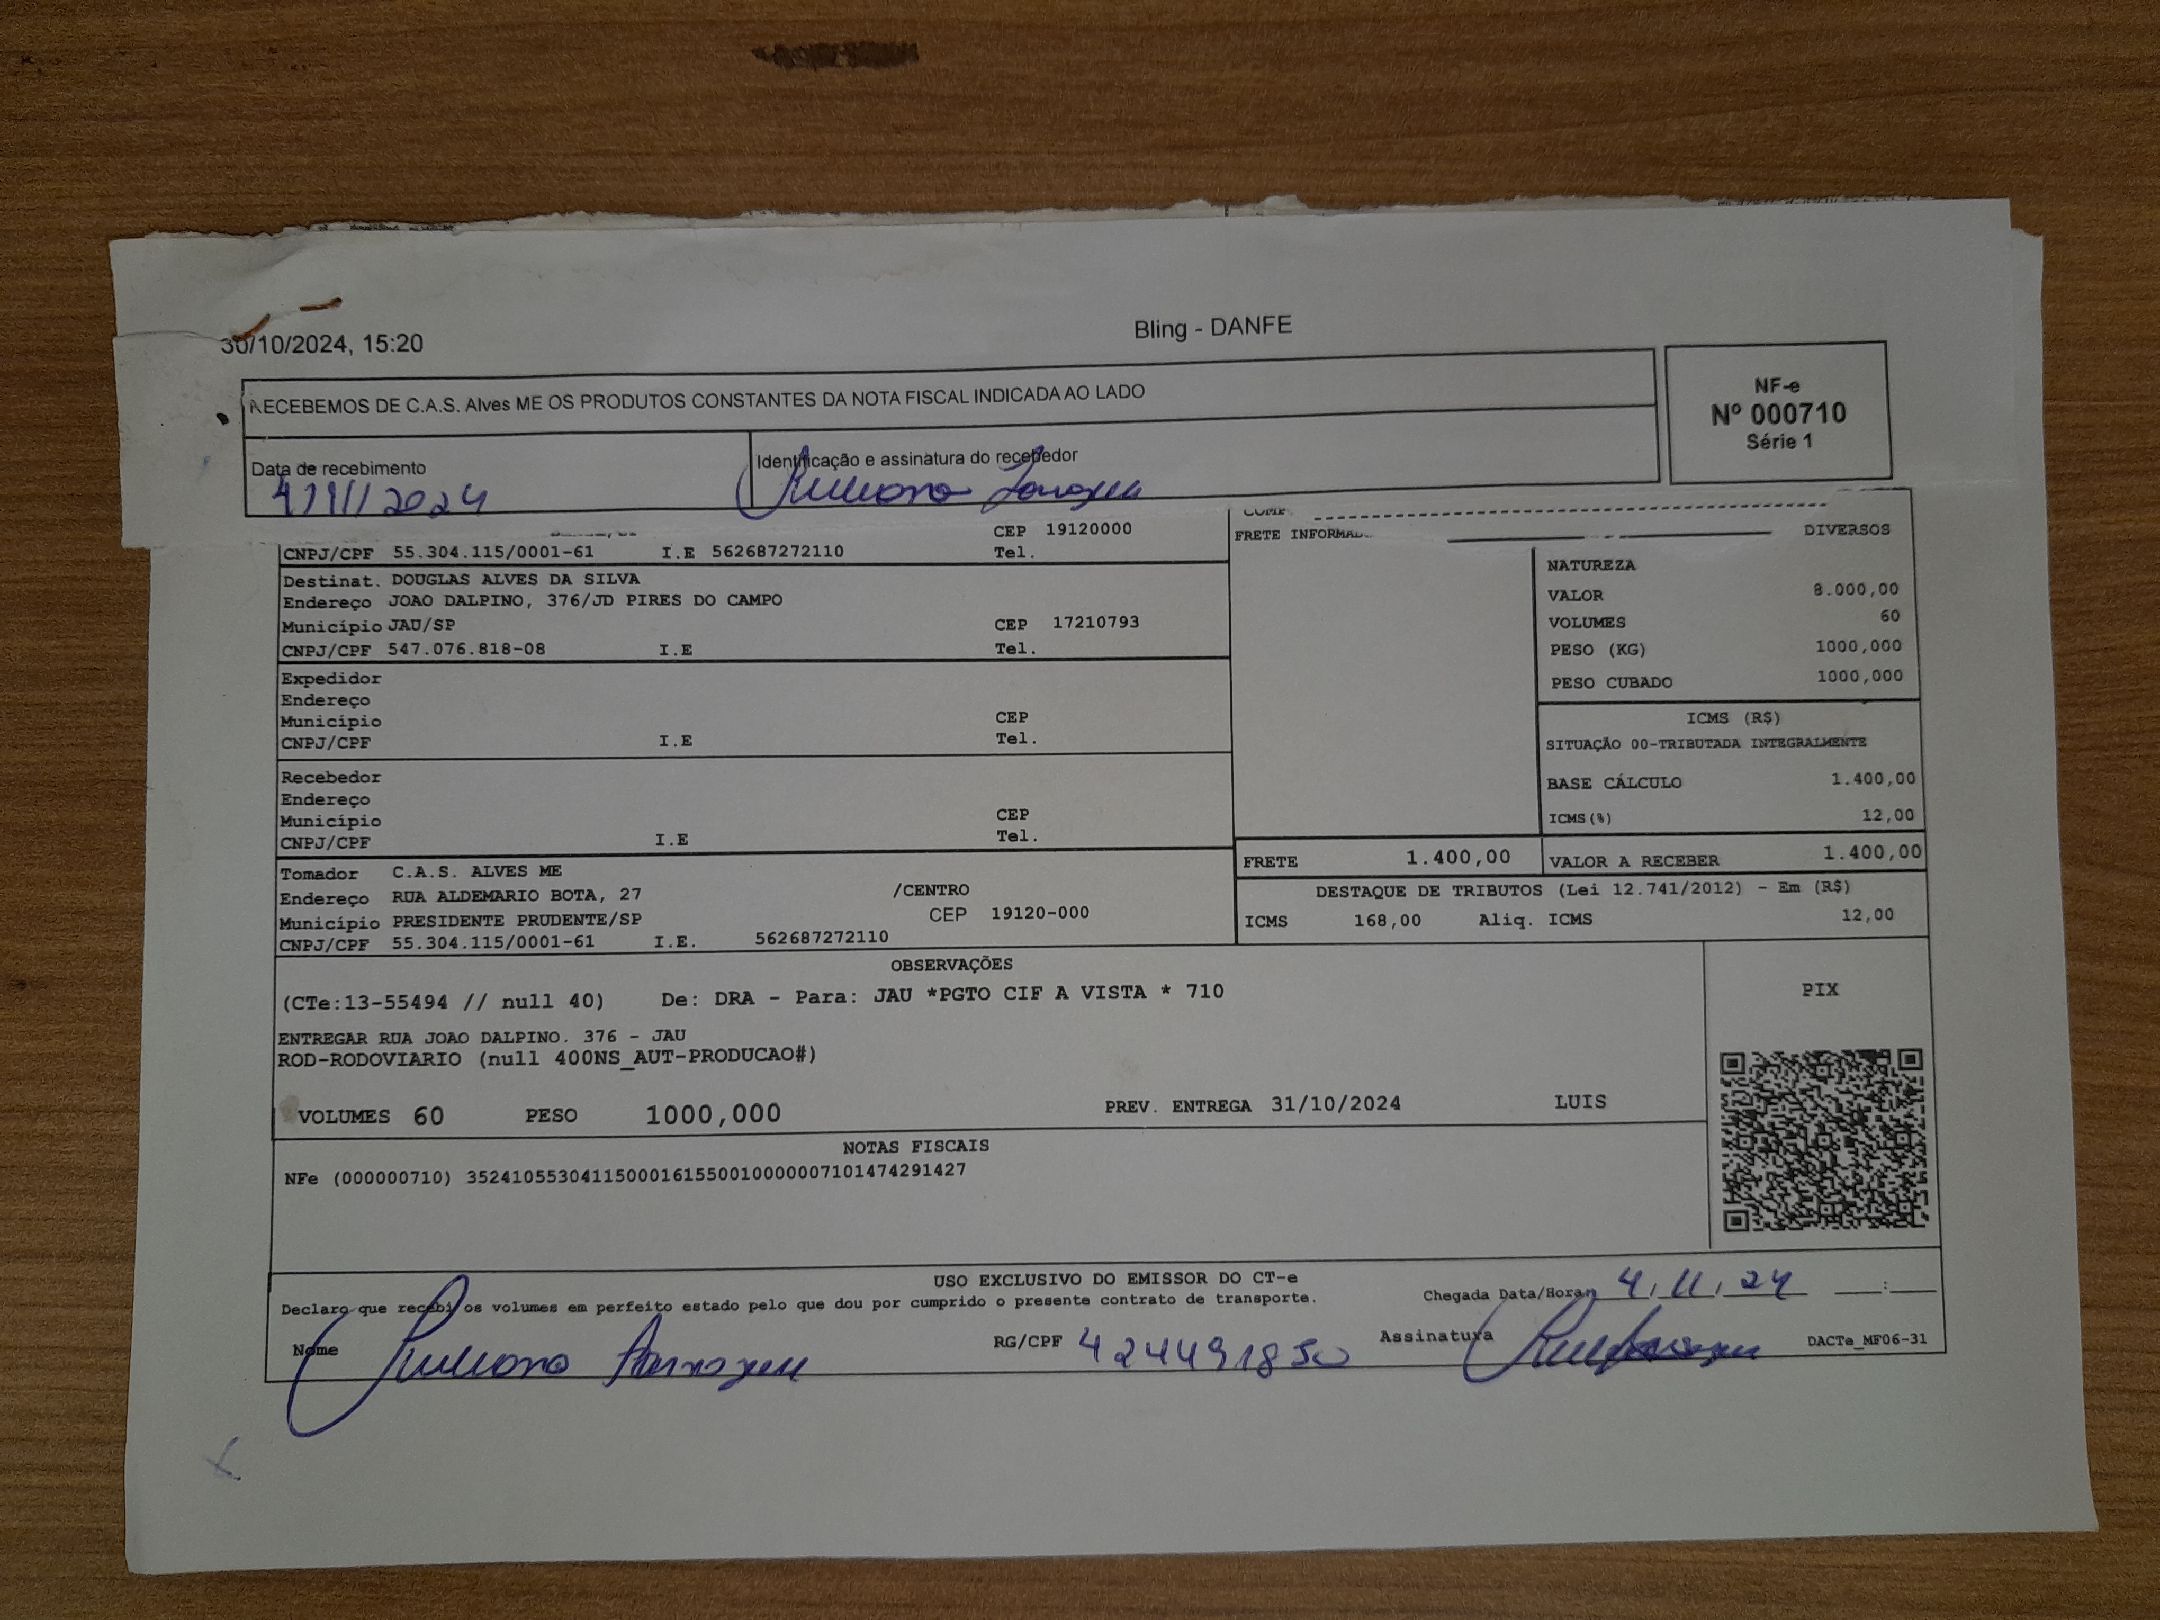 30/10/2024, 15:20
Bling - DANFE
RECEBEMOS DE C.A.S. Alves ME OS PRODUTOS CONSTANTES DA NOTA FISCAL INDICADA AO LADO
NF-e
Nº 000710
Série 1
Data de recebimento
4/11/2024
Identificação e assinatura do recebedor
CEP 19120000
CNPJ/CPF 55.304.115/0001-61 I.E 562687272110 Tel.
FRETE INFORMAD DIVERSOS
Destinat. DOUGLAS ALVES DA SILVA
Endereço JOAO DALPINO, 376/JD PIRES DO CAMPO
Município JAU/SP CEP 17210793
CNPJ/CPF 547.076.818-08 I.E Tel.
Expedidor
Endereço
Município CEP
CNPJ/CPF I.E Tel.
Recebedor
Endereço
Município CEP
CNPJ/CPF I.E Tel.
NATUREZA
VALOR 8.000,00
VOLUMES 60
PESO (KG) 1000,000
PESO CUBADO 1000,000
ICMS (R$)
SITUAÇÃO 00-TRIBUTADA INTEGRALMENTE
BASE CÁLCULO 1.400,00
ICMS(%) 12,00
FRETE 1.400,00 VALOR A RECEBER 1.400,00
Tomador C.A.S. ALVES ME
Endereço RUA ALDEMARIO BOTA, 27 /CENTRO
Município PRESIDENTE PRUDENTE/SP CEP 19120-000
CNPJ/CPF 55.304.115/0001-61 I.E. 562687272110
DESTAQUE DE TRIBUTOS (Lei 12.741/2012) - Em (R$)
ICMS 168,00 Aliq. ICMS 12,00
OBSERVAÇÕES
(CTe:13-55494 // null 40) De: DRA - Para: JAU *PGTO CIF A VISTA * 710
ENTREGAR RUA JOAO DALPINO. 376 - JAU
ROD-RODOVIARIO (null 400NS_AUT-PRODUCAO#)
VOLUMES 60 PESO 1000,000 PREV. ENTREGA 31/10/2024 LUIS
PIX
NOTAS FISCAIS
NFe (000000710) 35241055304115000161550010000007101474291427
USO EXCLUSIVO DO EMISSOR DO CT-e
Declaro que recebi os volumes em perfeito estado pelo que dou por cumprido o presente contrato de transporte.
Chegada Data/Hora: 4/11/24 :
Nome
RG/CPF 424491850
Assinatura
DACTe_MF06-31